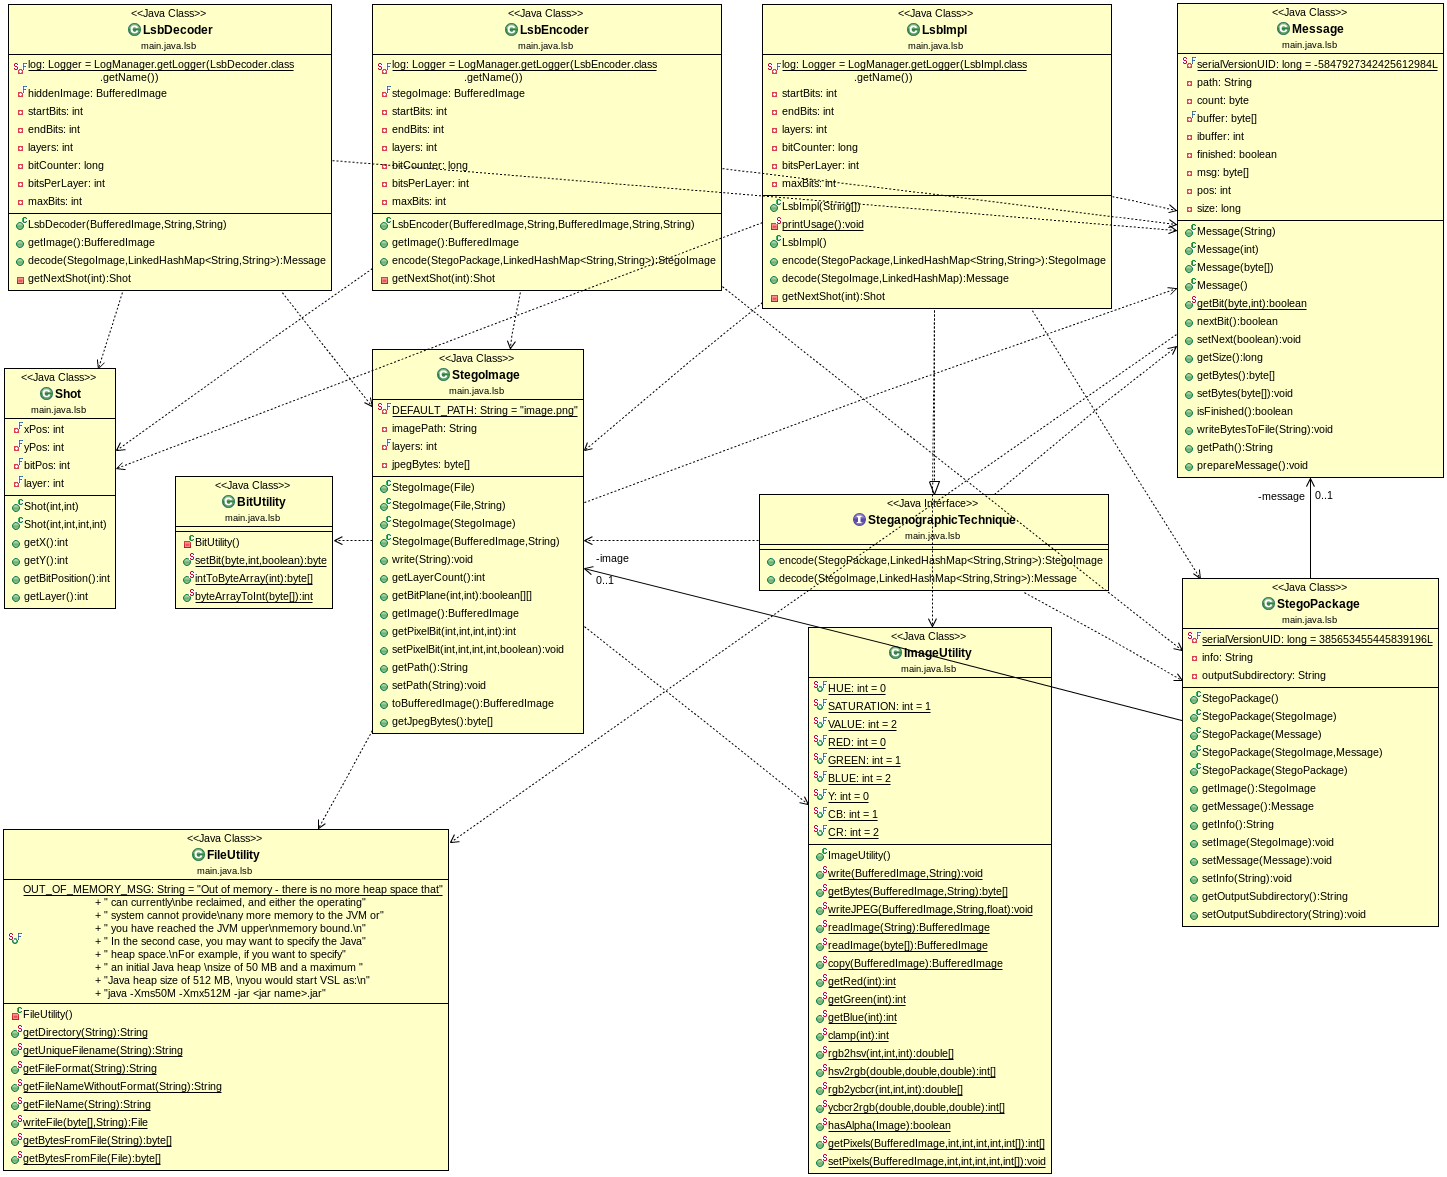 <<Java Class>>
LsbDecoder
main.java.lsb
log: Logger = LogManager.getLogger(LsbDecoder.class
.getName())
hiddenImage: BufferedImage
startBits: int
endBits: int
layers: int
bitCounter: long
bitsPerLayer: int
maxBits: int
LsbDecoder(BufferedImage,String,String)
getImage():BufferedImage
decode(StegoImage,LinkedHashMap<String,String>):Message
getNextShot(int):Shot
<<Java Class>>
LsbEncoder
main.java.lsb
log: Logger = LogManager.getLogger(LsbEncoder.class
.getName())
stegoImage: BufferedImage
startBits: int
endBits: int
layers: int
bitCounter: long
bitsPerLayer: int
maxBits: int
LsbEncoder(BufferedImage,String,BufferedImage,String,String)
getImage():BufferedImage
encode(StegoPackage,LinkedHashMap<String,String>):StegoImage
getNextShot(int):Shot
<<Java Class>>
LsbImpl
main.java.lsb
log: Logger = LogManager.getLogger(LsbImpl.class
.getName())
startBits: int
endBits: int
layers: int
bitCounter: long
bitsPerLayer: int
maxBits: int
LsbImpl(String[])
printUsage():void
LsbImpl()
encode(StegoPackage,LinkedHashMap<String,String>):StegoImage
decode(StegoImage,LinkedHashMap):Message
getNextShot(int):Shot
<<Java Class>>
Message
main.java.lsb
serialVersionUID: long = -5847927342425612984L
path: String
count: byte
buffer: byte[]
ibuffer: int
finished: boolean
msg: byte[]
pos: int
size: long
Message(String)
Message(int)
Message(byte[])
Message()
getBit(byte,int):boolean
nextBit():boolean
setNext(boolean):void
getSize():long
getBytes():byte[]
setBytes(byte[]):void
isFinished():boolean
writeBytesToFile(String):void
getPath():String
prepareMessage():void
<<Java Class>>
Shot
main.java.lsb
xPos: int
yPos: int
bitPos: int
layer: int
Shot(int,int)
Shot(int,int,int,int)
getX():int
getY():int
getBitPosition():int
getLayer():int
<<Java Class>>
BitUtility
main.java.lsb
BitUtility()
setBit(byte,int,boolean):byte
intToByteArray(int):byte[]
byteArrayToInt(byte[]):int
<<Java Class>>
StegoImage
main.java.lsb
DEFAULT_PATH: String = "image.png"
imagePath: String
layers: int
jpegBytes: byte[]
StegoImage(File)
StegoImage(File,String)
StegoImage(StegoImage)
StegoImage(BufferedImage,String)
write(String):void
getLayerCount():int
getBitPlane(int,int):boolean[][]
getImage():BufferedImage
getPixelBit(int,int,int,int):int
setPixelBit(int,int,int,int,boolean):void
getPath():String
setPath(String):void
toBufferedImage():BufferedImage
getJpegBytes():byte[]
-image
0..1
<<Java Interface>>
SteganographicTechnique
main.java.lsb
encode(StegoPackage,LinkedHashMap<String,String>):StegoImage
decode(StegoImage,LinkedHashMap<String,String>):Message
-message
0..1
<<Java Class>>
StegoPackage
main.java.lsb
serialVersionUID: long = 385653455445839196L
info: String
outputSubdirectory: String
StegoPackage()
StegoPackage(StegoImage)
StegoPackage(Message)
StegoPackage(StegoImage,Message)
StegoPackage(StegoPackage)
getImage():StegoImage
getMessage():Message
getInfo():String
setImage(StegoImage):void
setMessage(Message):void
setInfo(String):void
getOutputSubdirectory():String
setOutputSubdirectory(String):void
<<Java Class>>
ImageUtility
main.java.lsb
HUE: int = 0
SATURATION: int = 1
VALUE: int = 2
RED: int = 0
GREEN: int = 1
BLUE: int = 2
Y: int = 0
CB: int = 1
CR: int = 2
ImageUtility()
write(BufferedImage,String):void
getBytes(BufferedImage,String):byte[]
writeJPEG(BufferedImage,String,float):void
readImage(String):BufferedImage
readImage(byte[]):BufferedImage
copy(BufferedImage):BufferedImage
getRed(int):int
getGreen(int):int
getBlue(int):int
clamp(int):int
rgb2hsv(int,int,int):double[]
hsv2rgb(double,double,double):int[]
rgb2ycbcr(int,int,int):double[]
ycbcr2rgb(double,double,double):int[]
hasAlpha(Image):boolean
getPixels(BufferedImage,int,int,int,int,int[]):int[]
setPixels(BufferedImage,int,int,int,int,int[]):void
<<Java Class>>
FileUtility
main.java.lsb
OUT_OF_MEMORY_MSG: String = "Out of memory - there is no more heap space that"
+ " can currently\nbe reclaimed, and either the operating"
+ " system cannot provide\nany more memory to the JVM or"
+ " you have reached the JVM upper\nmemory bound.\n"
+ " In the second case, you may want to specify the Java"
+ " heap space.\nFor example, if you want to specify"
+ " an initial Java heap \nsize of 50 MB and a maximum "
+ "Java heap size of 512 MB, \nyou would start VSL as:\n"
+ "java -Xms50M -Xmx512M -jar <jar name>.jar"
FileUtility()
getDirectory(String):String
getUniqueFilename(String):String
getFileFormat(String):String
getFileNameWithoutFormat(String):String
getFileName(String):String
writeFile(byte[],String):File
getBytesFromFile(String):byte[]
getBytesFromFile(File):byte[]